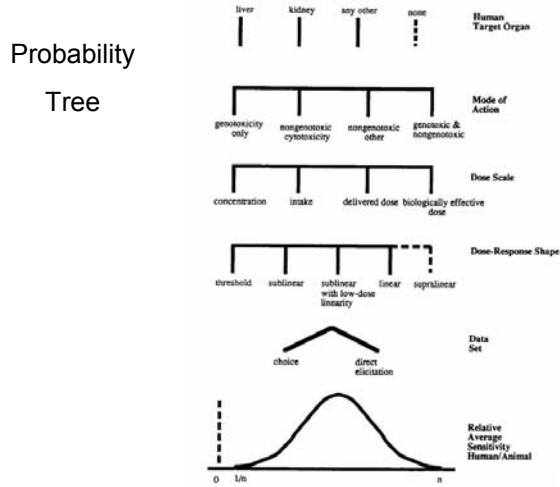 Probability
Tree
liver kidney any other none
Human
Target Organ
Mode of
Action
genotoxicity
only
nongenotoxic
cytotoxicity
nongenotoxic
other
genotoxic &
nongenotoxic
Dose Scale
concentration intake delivered dose biologically effective
dose
Dose-Response Shape
threshold sublinear sublinear
with low-dose
linearity
linear supralinear
Data
Set
choice direct
elicitation
Relative
Average
Sensitivity
Human/Animal
0 1/n n